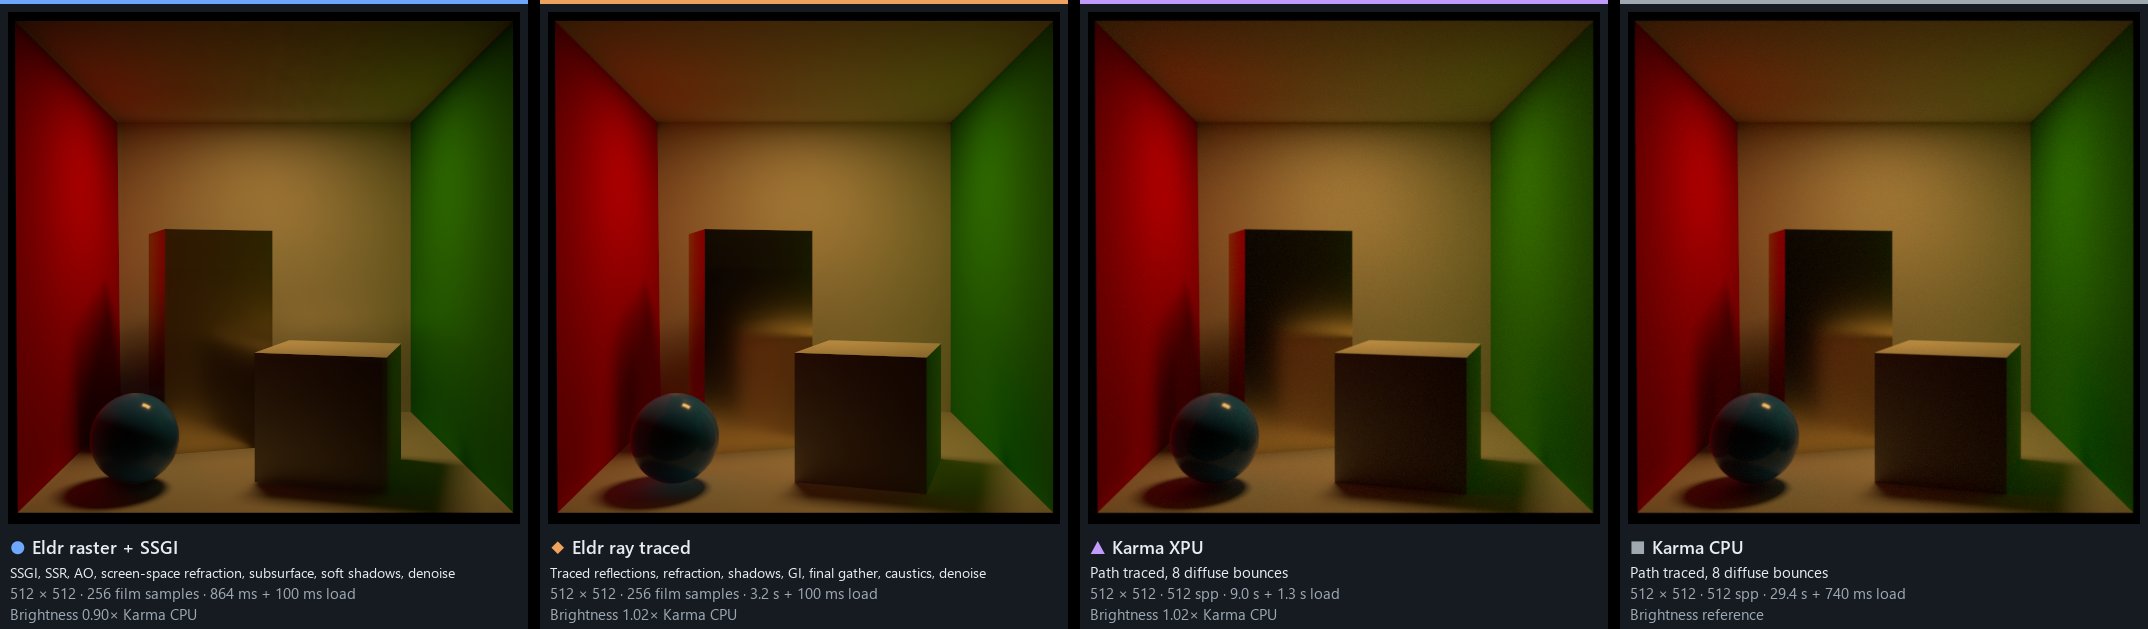 Eldr raster + SSGI
SSGI, SSR, AO, screen-space refraction, subsurface, soft shadows, denoise
512 × 512 · 256 film samples · 864 ms + 100 ms load
Brightness 0.90× Karma CPU
Eldr ray traced
Traced reflections, refraction, shadows, GI, final gather, caustics, denoise
512 × 512 · 256 film samples · 3.2 s + 100 ms load
Brightness 1.02× Karma CPU
Karma XPU
Path traced, 8 diffuse bounces
512 × 512 · 512 spp · 9.0 s + 1.3 s load
Brightness 1.02× Karma CPU
Karma CPU
Path traced, 8 diffuse bounces
512 × 512 · 512 spp · 29.4 s + 740 ms load
Brightness reference